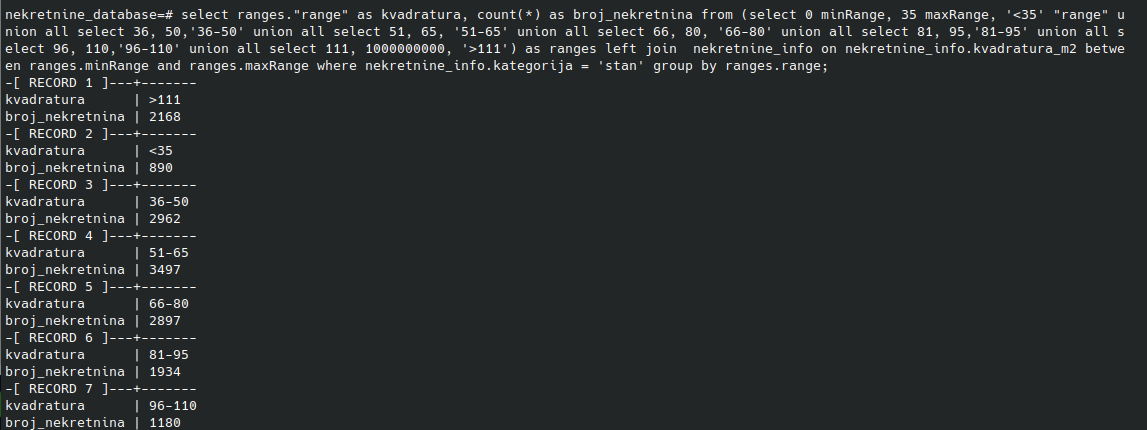 nekretnine_database=# select ranges."range" as kvadratura, count(*) as broj_nekretnina from (select 0 minRange, 35 maxRange, '<35' "range" u
nion all select 36, 50,'36-50' union all select 51, 65, '51-65' union all select 66, 80, '66-80' union all select 81, 95,'81-95' union all s
elect 96, 110,'96-110' union all select 111, 1000000000, '>111') as ranges left join  nekretnine_info on nekretnine_info.kvadratura_m2 betwe
en ranges.minRange and ranges.maxRange where nekretnine_info.kategorija = 'stan' group by ranges.range;
-[ RECORD 1 ]---+-------
kvadratura      | >111
broj_nekretnina | 2168
-[ RECORD 2 ]---+-------
kvadratura      | <35
broj_nekretnina | 890
-[ RECORD 3 ]---+-------
kvadratura      | 36-50
broj_nekretnina | 2962
-[ RECORD 4 ]---+-------
kvadratura      | 51-65
broj_nekretnina | 3497
-[ RECORD 5 ]---+-------
kvadratura      | 66-80
broj_nekretnina | 2897
-[ RECORD 6 ]---+-------
kvadratura      | 81-95
broj_nekretnina | 1934
-[ RECORD 7 ]---+-------
kvadratura      | 96-110
broj_nekretnina | 1180